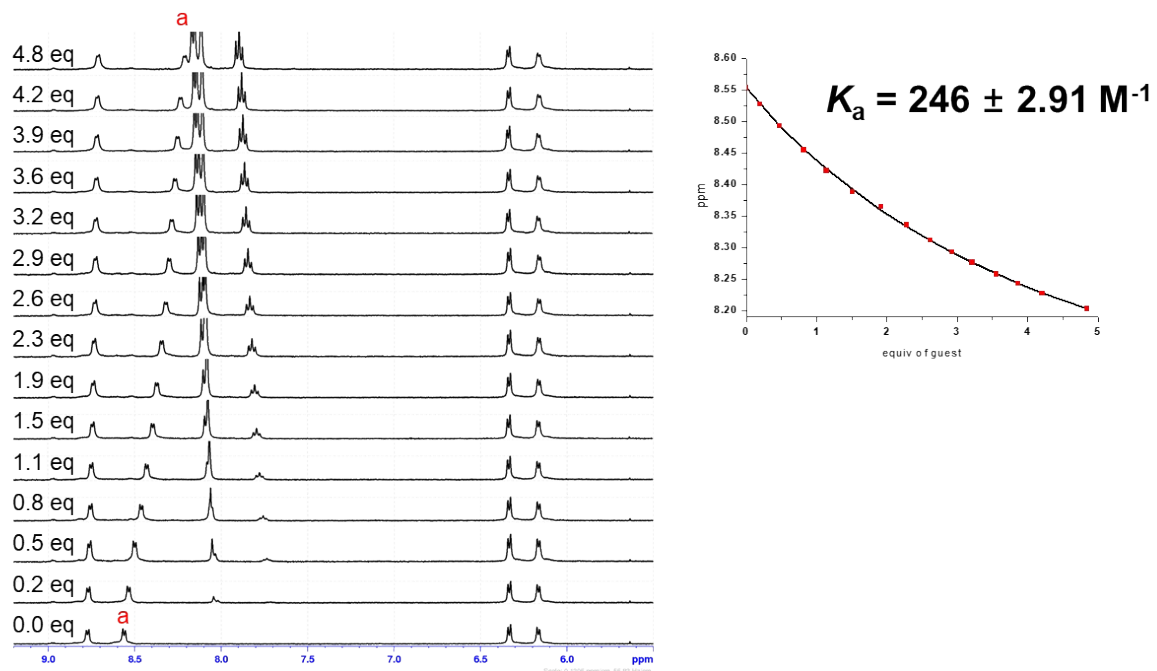 a
4.8 eq
4.2 eq
3.9 eq
3.6 eq
3.2 eq
2.9 eq
2.6 eq
2.3 eq
1.9 eq
1.5 eq
1.1 eq
0.8 eq
0.5 eq
0.2 eq
a
0.0 eq
9.0 8.5 8.0 7.5 7.0 6.5 6.0 ppm
Kₐ = 246 ± 2.91 M⁻¹
8.60
8.55
8.50
8.45
8.40
8.35
8.30
8.25
8.20
ppm
0 1 2 3 4 5
equiv of guest